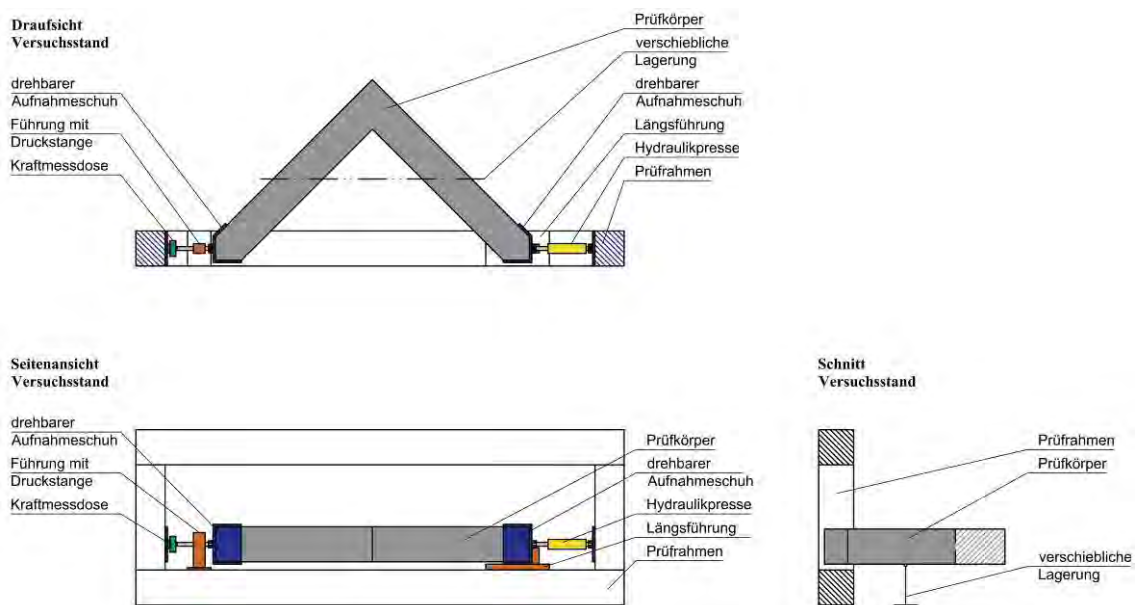 Draufsicht
Versuchsstand
drehbarer
Aufnahmeschuh
Führung mit
Druckstange
Kraftmessdose
Prüfkörper
verschiebliche
Lagerung
drehbarer
Aufnahmeschuh
Längsführung
Hydraulikpresse
Prüfrahmen
Seitenansicht
Versuchsstand
drehbarer
Aufnahmeschuh
Führung mit
Druckstange
Kraftmessdose
Prüfkörper
drehbarer
Aufnahmeschuh
Hydraulikpresse
Längsführung
Prüfrahmen
Schnitt
Versuchsstand
Prüfrahmen
Prüfkörper
verschiebliche
Lagerung